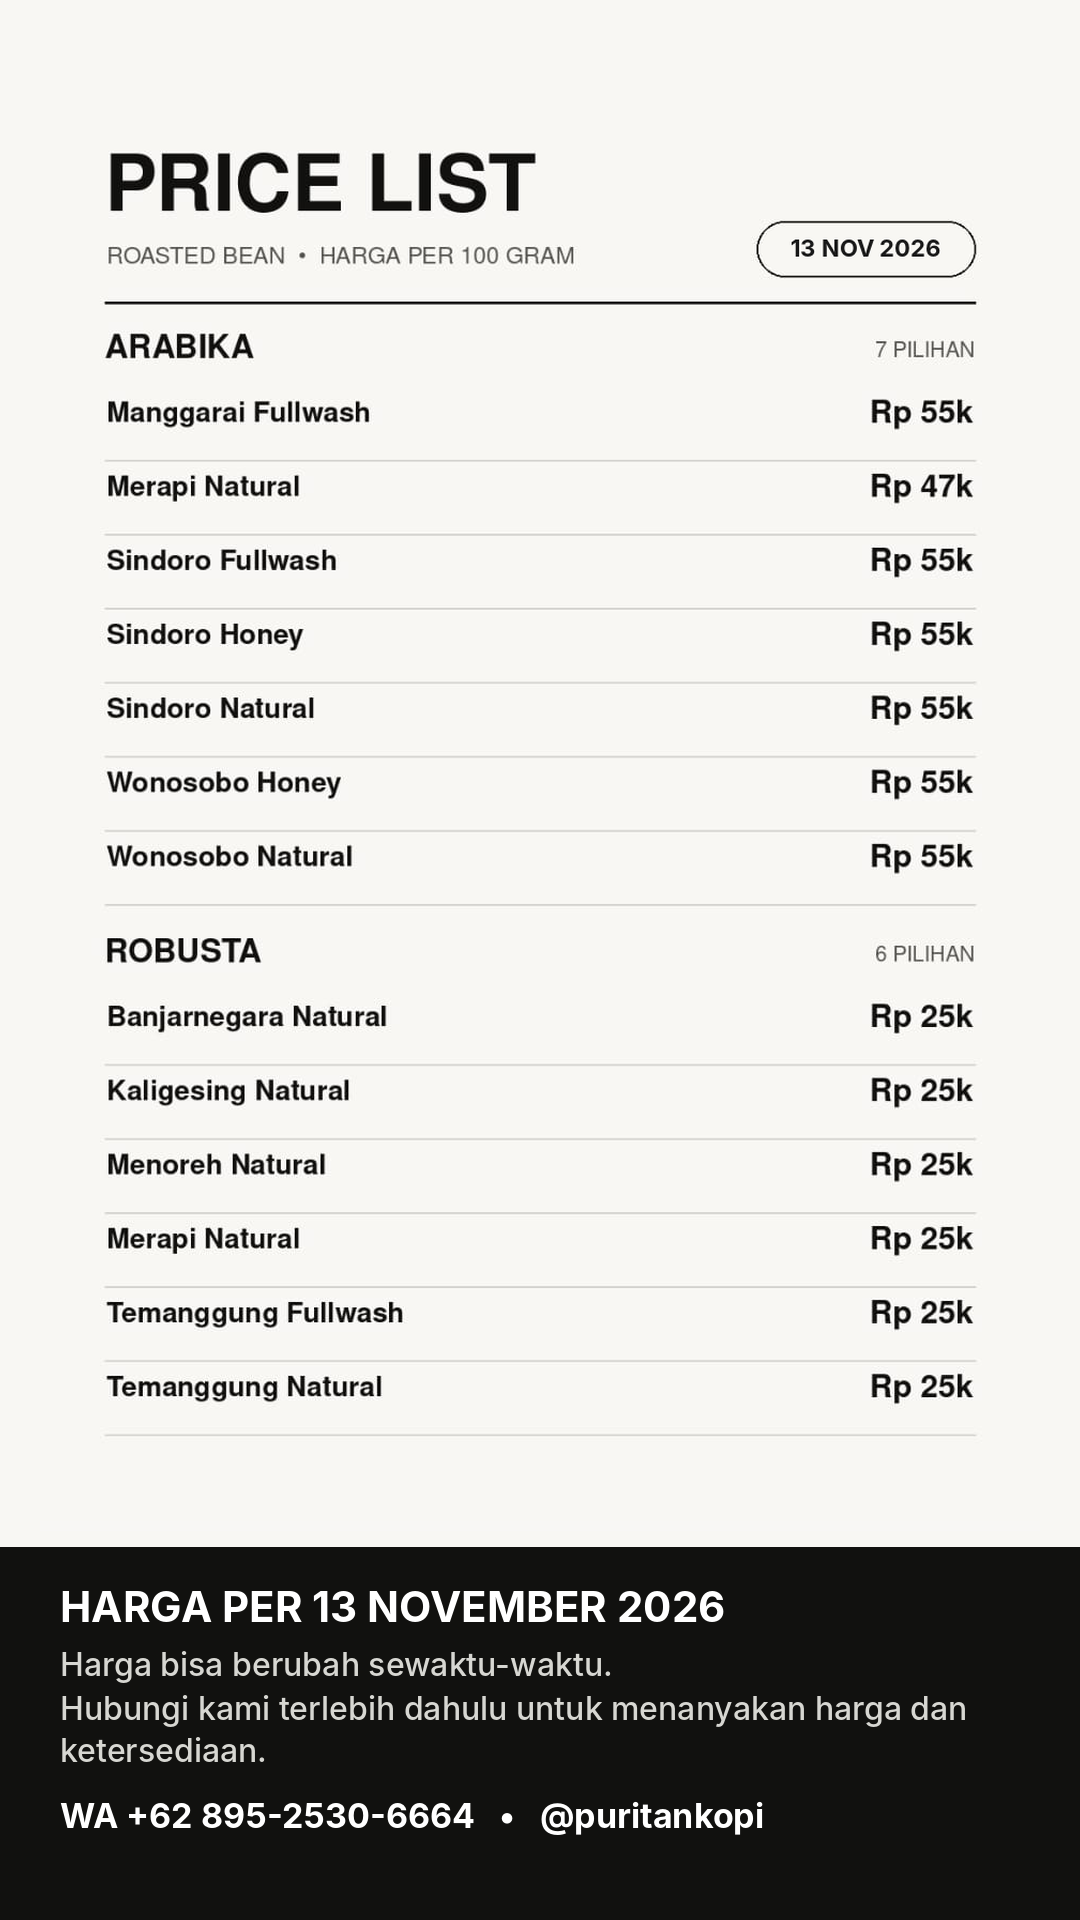 PRICE LIST
ROASTED BEAN • HARGA PER 100 GRAM
13 NOV 2026
ARABIKA
7 PILIHAN
Manggarai Fullwash Rp 55k
Merapi Natural Rp 47k
Sindoro Fullwash Rp 55k
Sindoro Honey Rp 55k
Sindoro Natural Rp 55k
Wonosobo Honey Rp 55k
Wonosobo Natural Rp 55k
ROBUSTA
6 PILIHAN
Banjarnegara Natural Rp 25k
Kaligesing Natural Rp 25k
Menoreh Natural Rp 25k
Merapi Natural Rp 25k
Temanggung Fullwash Rp 25k
Temanggung Natural Rp 25k
HARGA PER 13 NOVEMBER 2026
Harga bisa berubah sewaktu-waktu.
Hubungi kami terlebih dahulu untuk menanyakan harga dan
ketersediaan.
WA +62 895-2530-6664 • @puritankopi